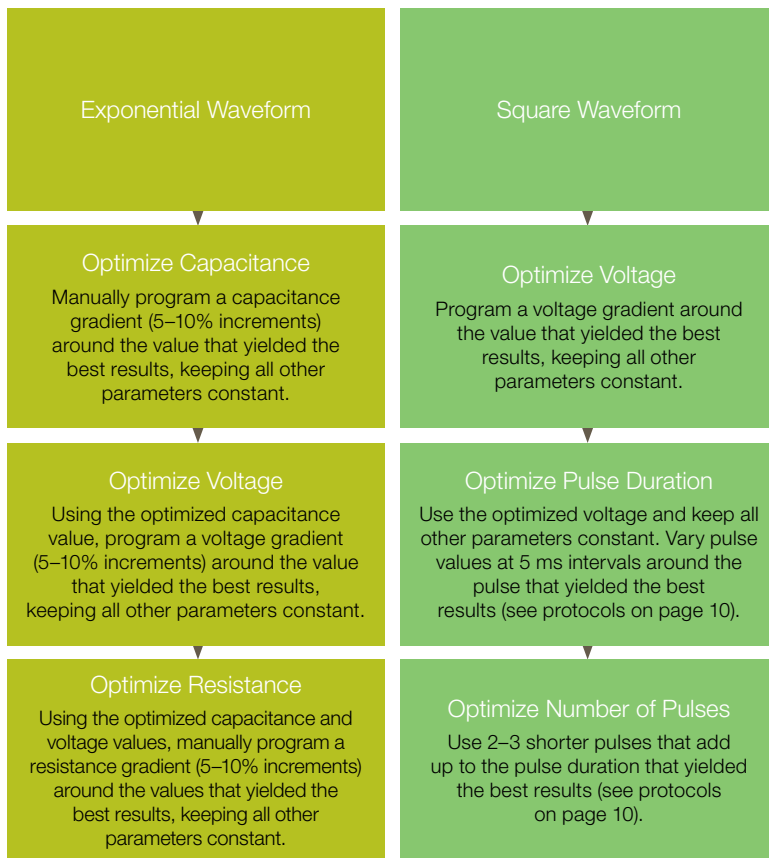 Exponential Waveform
Optimize Capacitance
Manually program a capacitance
gradient (5–10% increments)
around the value that yielded the
best results, keeping all other
parameters constant.
Optimize Voltage
Using the optimized capacitance
value, program a voltage gradient
(5–10% increments) around the value
that yielded the best results,
keeping all other parameters constant.
Optimize Resistance
Using the optimized capacitance and
voltage values, manually program a
resistance gradient (5–10% increments)
around the values that yielded the
best results, keeping all other
parameters constant.
Square Waveform
Optimize Voltage
Program a voltage gradient around
the value that yielded the best
results, keeping all other
parameters constant.
Optimize Pulse Duration
Use the optimized voltage and keep all
other parameters constant. Vary pulse
values at 5 ms intervals around the
pulse that yielded the best
results (see protocols on page 10).
Optimize Number of Pulses
Use 2–3 shorter pulses that add
up to the pulse duration that yielded
the best results (see protocols
on page 10).